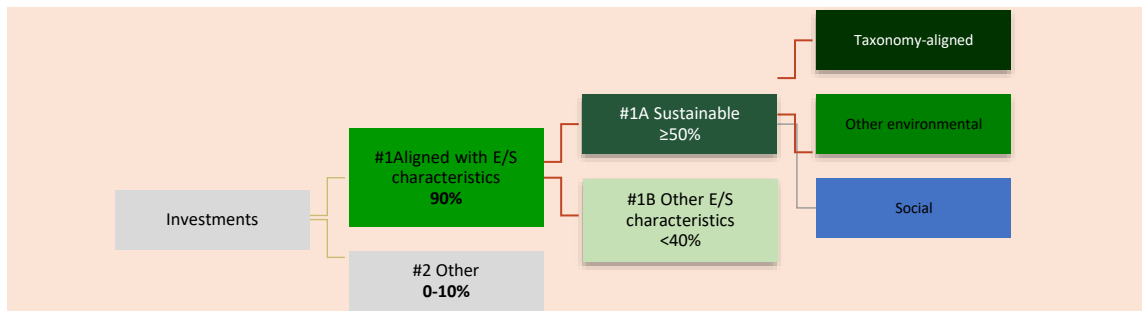 Investments
#1Aligned with E/S
characteristics
90%
#2 Other
0-10%
#1A Sustainable
≥50%
#1B Other E/S
characteristics
<40%
Taxonomy-aligned
Other environmental
Social